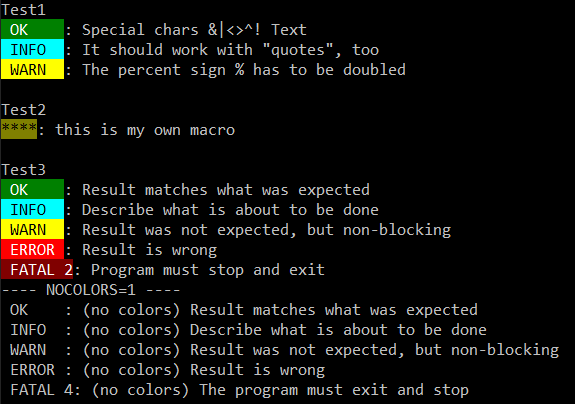 Test1
OK    : Special chars &|<>^! Text
INFO  : It should work with "quotes", too
WARN  : The percent sign % has to be doubled
Test2
****: this is my own macro
Test3
OK    : Result matches what was expected
INFO  : Describe what is about to be done
WARN  : Result was not expected, but non-blocking
ERROR : Result is wrong
FATAL 2: Program must stop and exit
---- NOCOLORS=1 ----
OK    : (no colors) Result matches what was expected
INFO  : (no colors) Describe what is about to be done
WARN  : (no colors) Result was not expected, but non-blocking
ERROR : (no colors) Result is wrong
FATAL 4: (no colors) The program must exit and stop